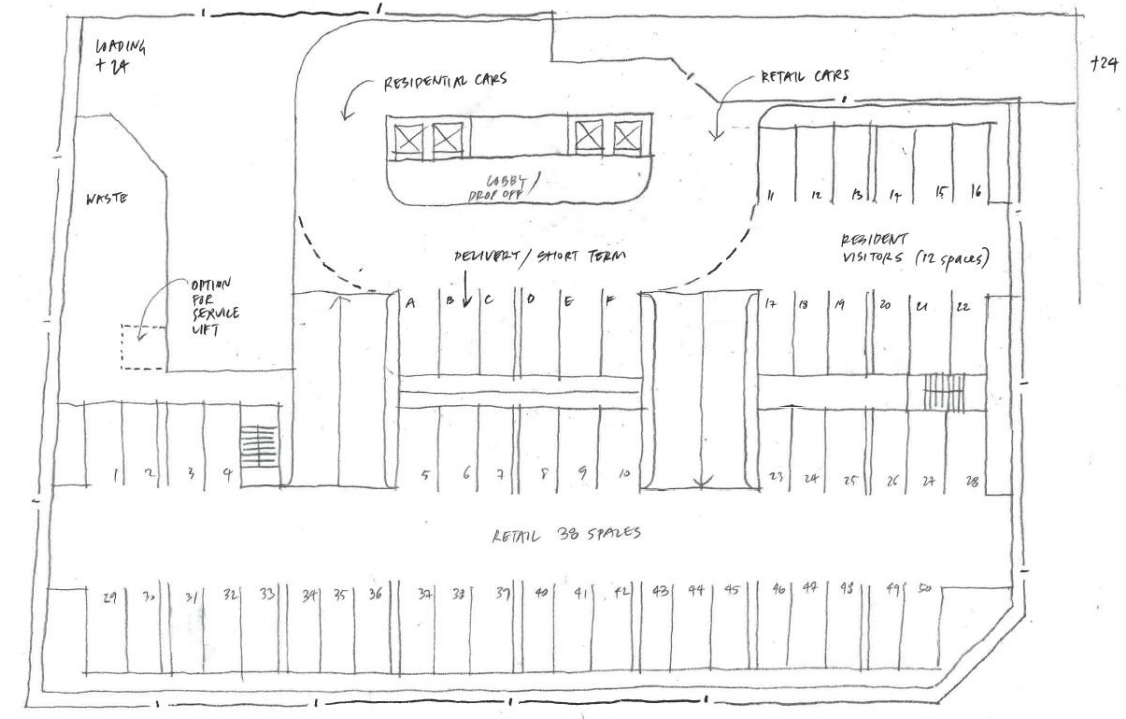 LOADING
+ 24
RESIDENTIAL CARS
RETAIL CARS
+24
WASTE
LOBBY/
DROP OFF
11 12 13 14 15 16
RESIDENT
VISITORS (12 spaces)
DELIVERY / SHORT TERM
OPTION
FOR
SERVICE
LIFT
A B C D E F
17 18 19 20 21 22
1 2 3 4
5 6 7 8 9 10
23 24 25 26 27 28
RETAIL 38 SPACES
29 30 31 32 33 34 35 36 37 38 39 40 41 42 43 44 45 46 47 48 49 50